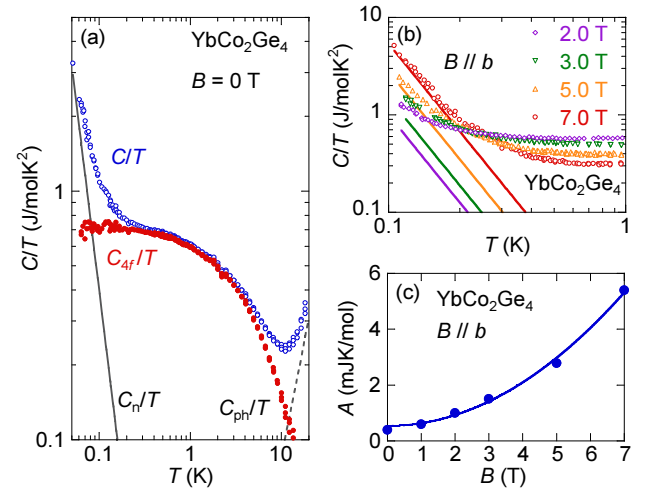 (a) YbCo₂Ge₄
B = 0 T
C/T
C₄f/T
Cₙ/T
Cₚₕ/T
C/T (J/molK²)
1
0.1
0.1
1
10
T (K)
(b)
B // b
2.0 T
3.0 T
5.0 T
7.0 T
YbCo₂Ge₄
C/T (J/molK²)
10
1
0.1
0.1
1
T (K)
(c) YbCo₂Ge₄
B // b
A (mJK/mol)
6
4
2
0
0 1 2 3 4 5 6 7
B (T)